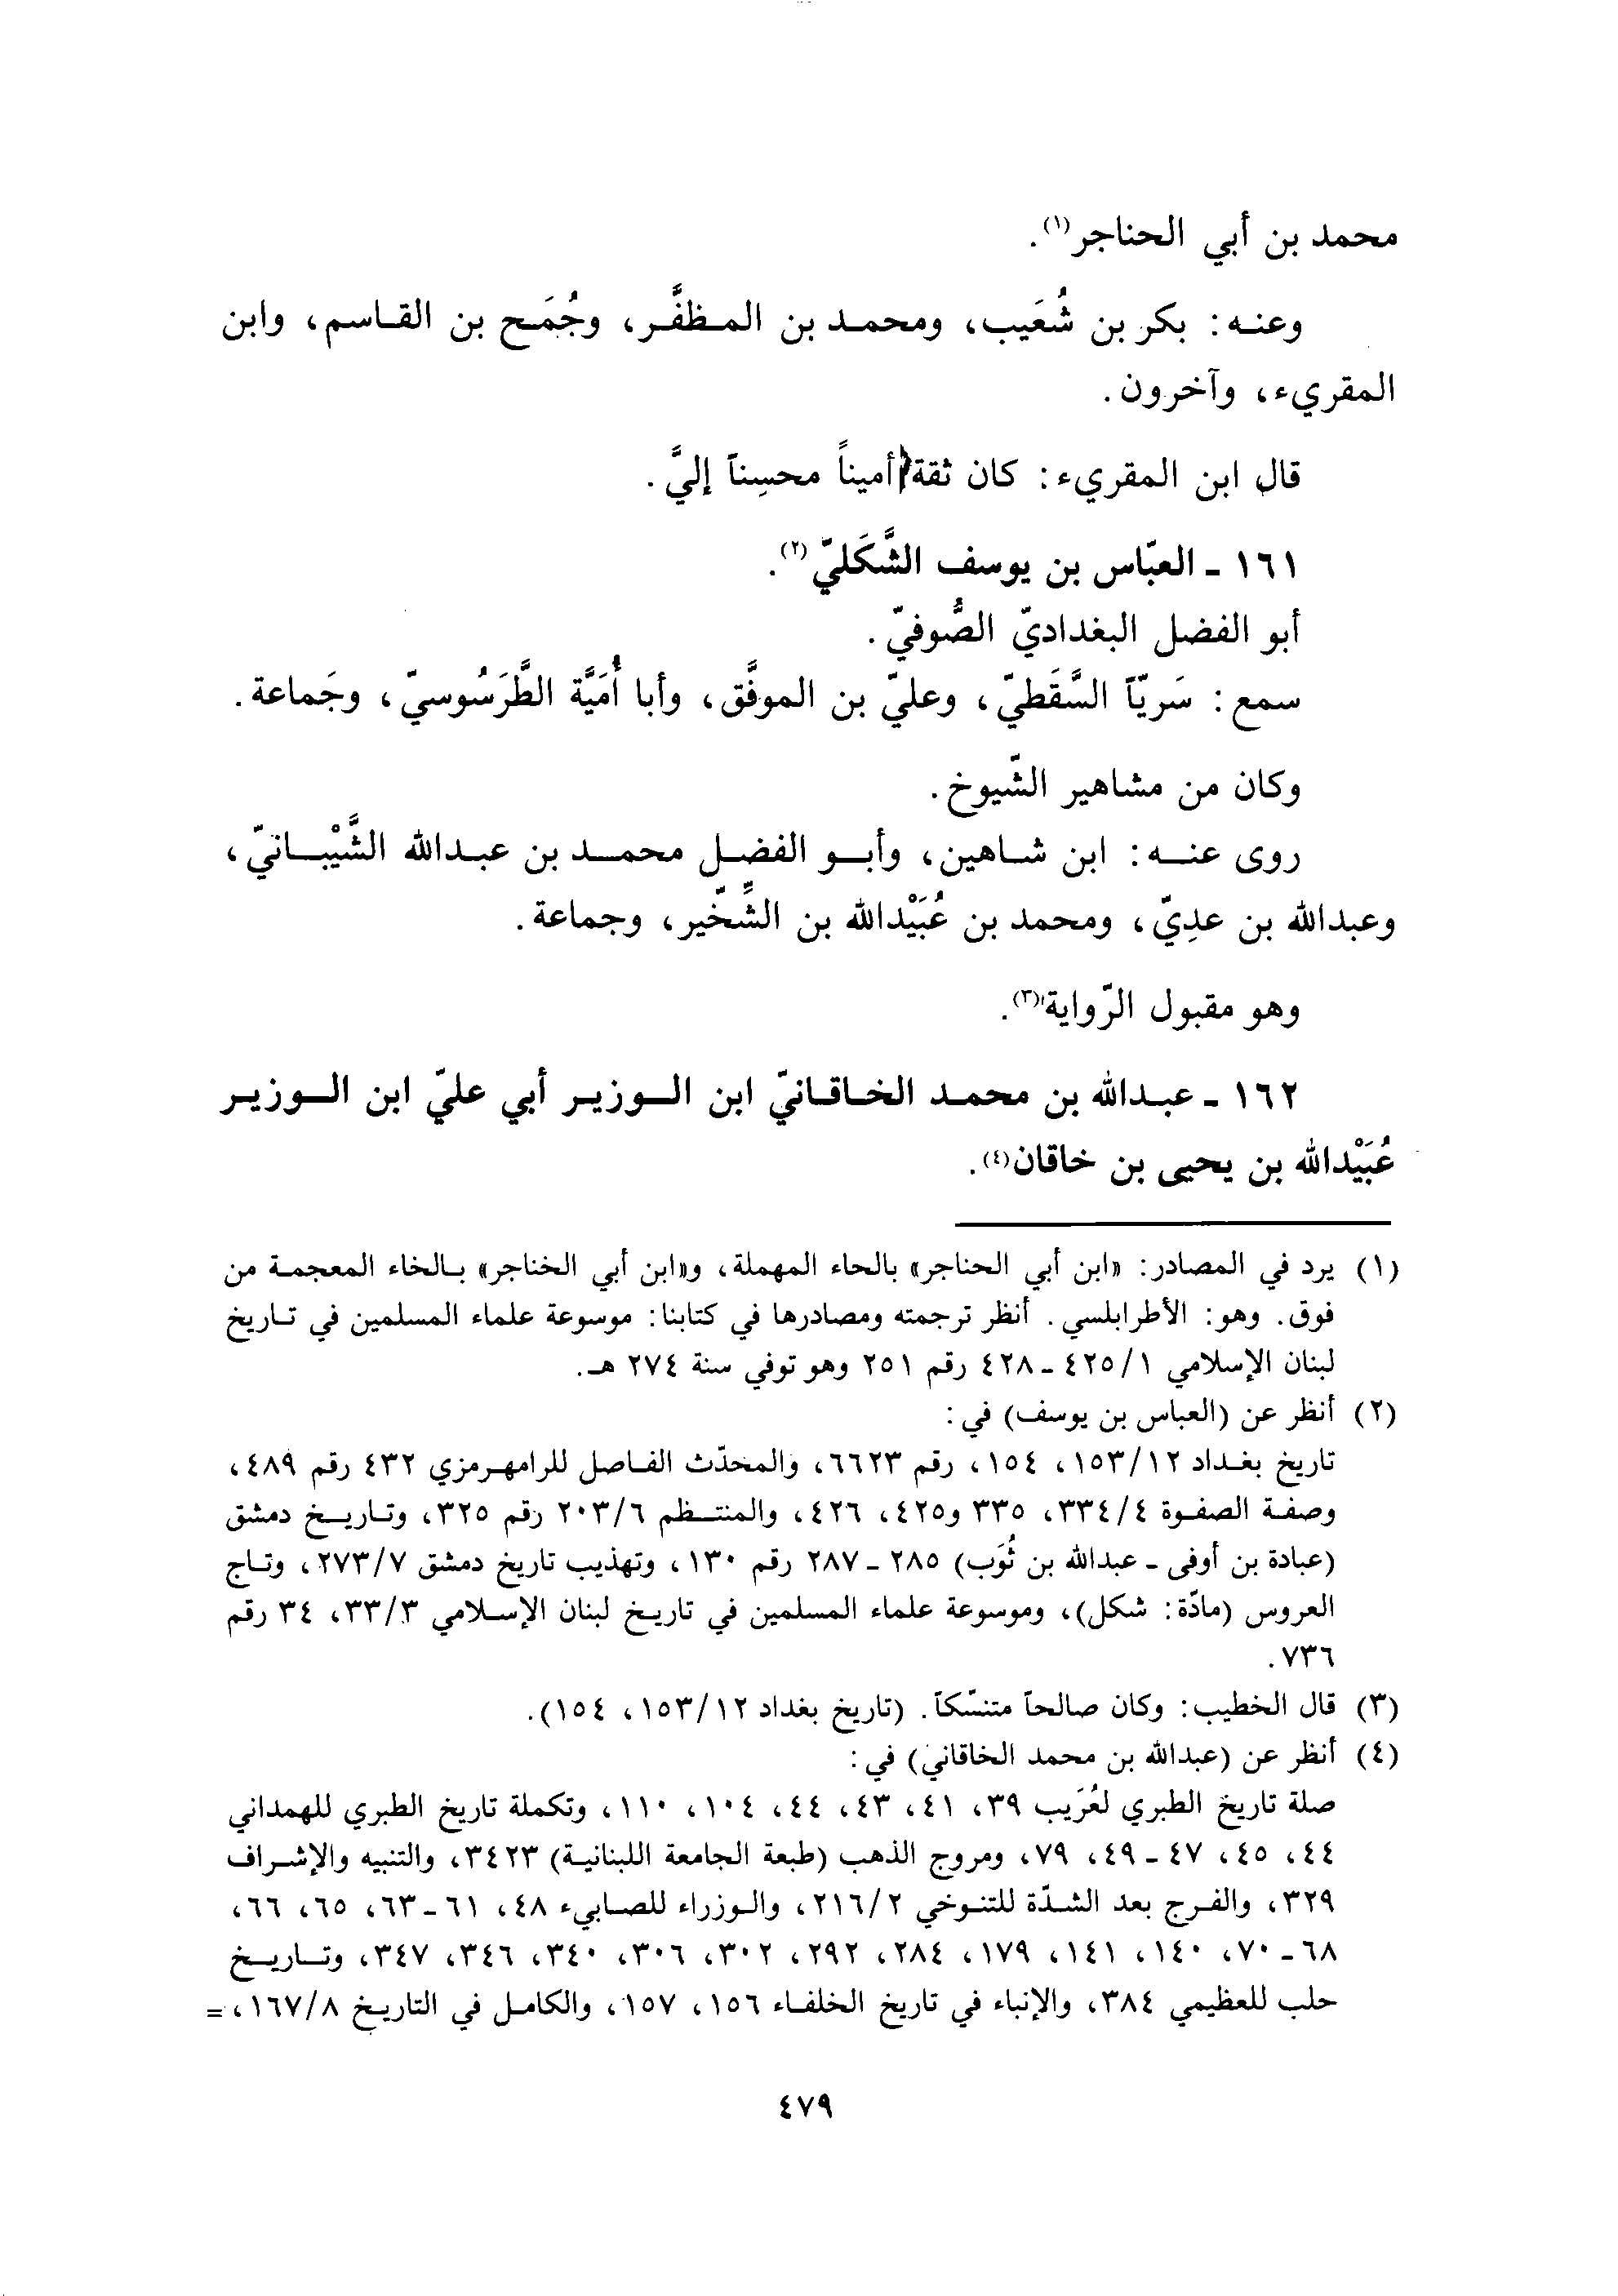 محمد بن أبي الحناجر(١).
وعنه: بكر بن شُعَيب، ومحمد بن المظفَّر، وجُمَح بن القاسم، وابن
المقريء، وآخرون.
قال ابن المقريء: كان ثقة أميناً محسِناً إليَّ.
١٦١ - العبّاس بن يوسف الشَّكَليّ(٢).
أبو الفضل البغداديّ الصُّوفيّ.
سمع: سَريّاً السَّقَطيّ، وعليّ بن الموفَّق، وأبا أُمَيَّة الطَّرَسُوسيّ، وجَماعة.
وكان من مشاهير الشّيوخ.
روى عنه: ابن شاهين، وأبو الفضل محمد بن عبدالله الشَّيْبانيّ،
وعبدالله بن عدِيّ، ومحمد بن عُبَيْدالله بن الشِّخّير، وجماعة.
وهو مقبول الرّواية(٣).
١٦٢ - عبدالله بن محمد الخاقانيّ ابن الوزير أبي عليّ ابن الوزير
عُبَيْدالله بن يحيى بن خاقان(٤).
(١) يرد في المصادر: «ابن أبي الحناجر» بالحاء المهملة، و«ابن أبي الخناجر» بالخاء المعجمة من
فوق. وهو: الأطرابلسي. أنظر ترجمته ومصادرها في كتابنا: موسوعة علماء المسلمين في تاريخ
لبنان الإسلامي ٤٢٥/١ - ٤٢٨ رقم ٢٥١ وهو توفي سنة ٢٧٤ هـ.
(٢) أنظر عن (العباس بن يوسف) في:
تاريخ بغداد ١٥٣/١٢، ١٥٤، رقم ٦٦٢٣، والمحدّث الفاصل للرامهرمزي ٤٣٢ رقم ٤٨٩،
وصفة الصفوة ٣٣٤/٤، ٣٣٥ و٤٢٥، ٤٢٦، والمنتظم ٢٠٣/٦ رقم ٣٢٥، وتاريخ دمشق
(عبادة بن أوفى - عبدالله بن ثُوَب) ٢٨٥ - ٢٨٧ رقم ١٣٠، وتهذيب تاريخ دمشق ٢٧٣/٧، وتاج
العروس (مادّة: شكل)، وموسوعة علماء المسلمين في تاريخ لبنان الإسلامي ٣٣/٣، ٣٤ رقم
٧٣٦.
(٣) قال الخطيب: وكان صالحاً متنسّكاً. (تاريخ بغداد ١٥٣/١٢، ١٥٤).
(٤) أنظر عن (عبدالله بن محمد الخاقاني) في:
صلة تاريخ الطبري لعُرَيب ٣٩، ٤١، ٤٣، ٤٤، ١٠٤، ١١٠، وتكملة تاريخ الطبري للهمداني
٤٤، ٤٥، ٤٧ - ٤٩، ٧٩، ومروج الذهب (طبعة الجامعة اللبنانية) ٣٤٢٣، والتنبيه والإشراف
٣٢٩، والفرج بعد الشدّة للتنوخي ٢١٦/٢، والوزراء للصابيء ٤٨، ٦١-٦٣، ٦٥، ٦٦،
٦٨ - ٧٠، ١٤٠، ١٤١، ١٧٩، ٢٨٤، ٢٩٢، ٣٠٢، ٣٠٦، ٣٤٠، ٣٤٦، ٣٤٧، وتاريخ
حلب للعظيمي ٣٨٤، والإنباء في تاريخ الخلفاء ١٥٦، ١٥٧، والكامل في التاريخ ١٦٧/٨، =
٤٧٩